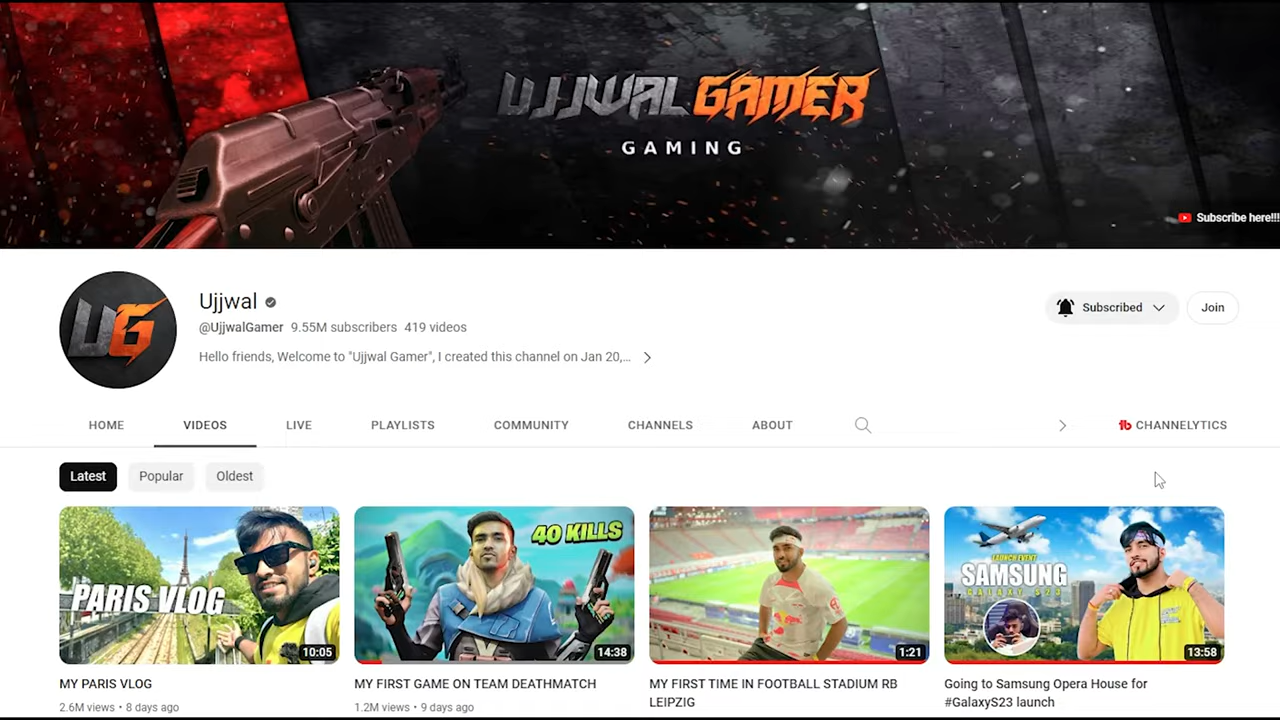 UJJWAL GAMER
GAMING
Subscribe here!!!
UG
Ujjwal
@UjjwalGamer 9.55M subscribers 419 videos
Hello friends, Welcome to "Ujjwal Gamer", I created this channel on Jan 20,...
Subscribed
Join
HOME VIDEOS LIVE PLAYLISTS COMMUNITY CHANNELS ABOUT CHANNELYTICS
Latest Popular Oldest
PARIS VLOG
10:05
40 KILLS
14:38
1:21
LAUNCH EVENT
SAMSUNG
GALAXY S23
13:58
MY PARIS VLOG
2.6M views • 8 days ago
MY FIRST GAME ON TEAM DEATHMATCH
1.2M views • 9 days ago
MY FIRST TIME IN FOOTBALL STADIUM RB
LEIPZIG
Going to Samsung Opera House for
#GalaxyS23 launch